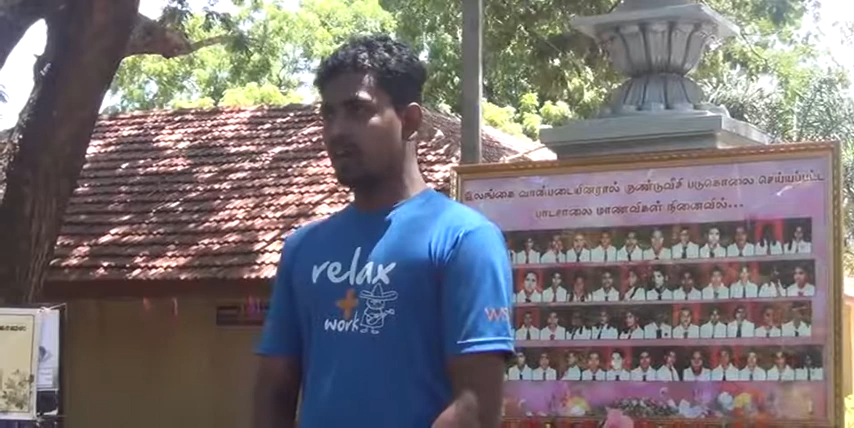 இலங்கை வான்படையினரால் குண்டுவீசி படுகொலை செய்யப்பட்ட
பாடசாலை மாணவிகள் நினைவில்...
relax
+
work